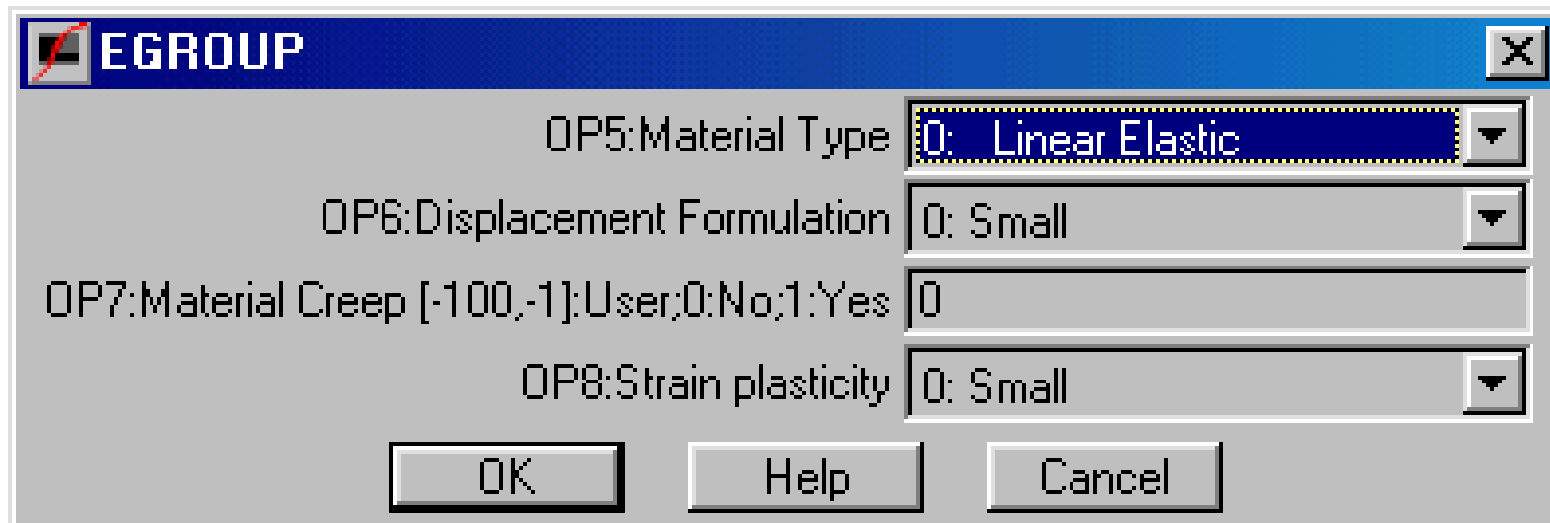 EGROUP
OP5:Material Type 0: Linear Elastic
OP6:Displacement Formulation 0: Small
OP7:Material Creep [-100,-1]:User;0:No;1:Yes 0
OP8:Strain plasticity 0: Small
OK Help Cancel